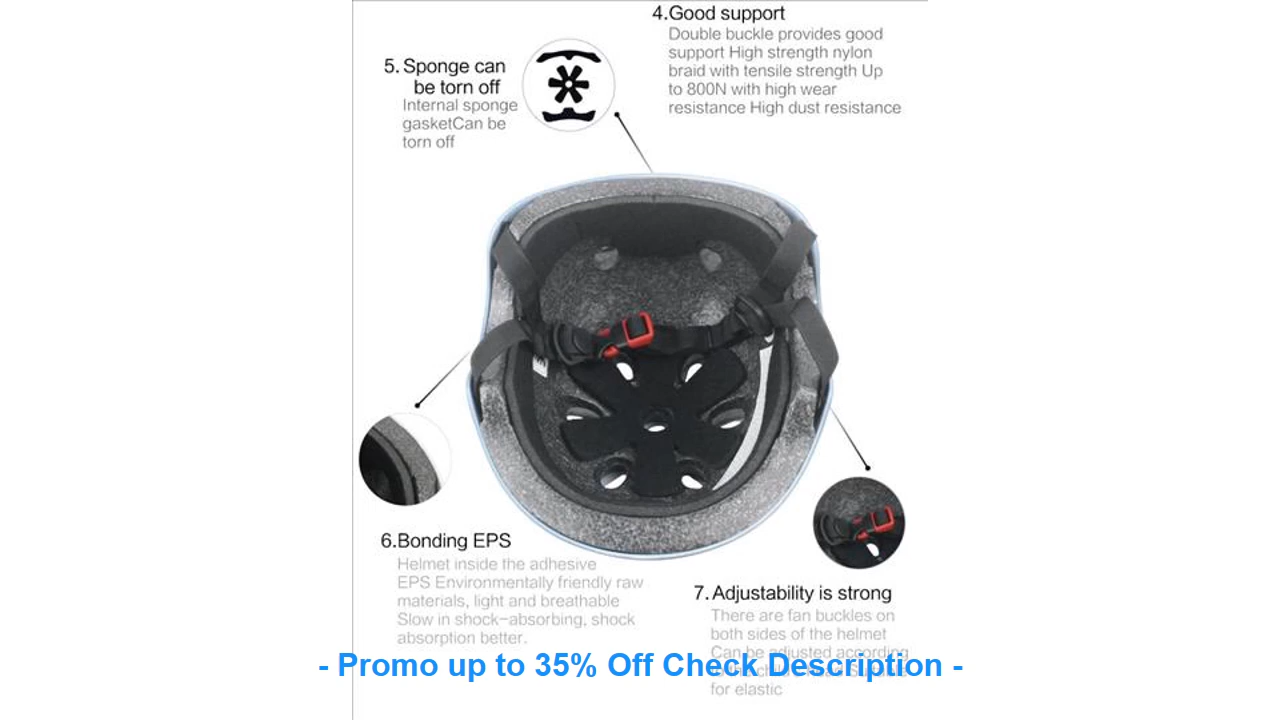 4.Good support
Double buckle provides good
support High strength nylon
braid with tensile strength Up
to 800N with high wear
resistance High dust resistance
5. Sponge can
be torn off
Internal sponge
gasketCan be
torn off
6.Bonding EPS
Helmet inside the adhesive
EPS Environmentally friendly raw
materials, light and breathable
Slow in shock-absorbing, shock
absorption better.
7. Adjustability is strong
There are fan buckles on
both sides of the helmet
Can be adjusted according
for elastic
- Promo up to 35% Off Check Description -